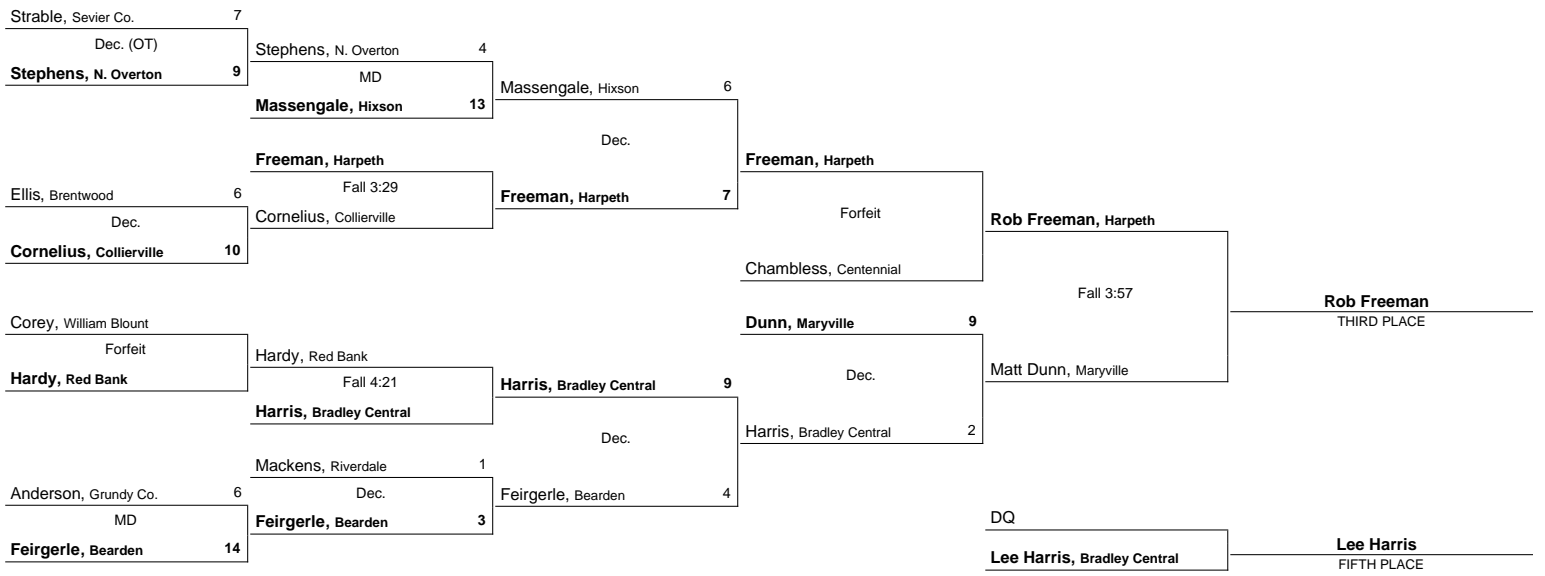 Strable, Sevier Co. 7
Dec. (OT)
Stephens, N. Overton 9
Ellis, Brentwood 6
Dec.
Cornelius, Collierville 10
Corey, William Blount
Forfeit
Hardy, Red Bank
Anderson, Grundy Co. 6
MD
Feirgerle, Bearden 14
Stephens, N. Overton 4
MD
Massengale, Hixson 13
Freeman, Harpeth
Fall 3:29
Cornelius, Collierville
Hardy, Red Bank
Fall 4:21
Harris, Bradley Central
Mackens, Riverdale 1
Dec.
Feirgerle, Bearden 3
Massengale, Hixson 6
Dec.
Freeman, Harpeth 7
Harris, Bradley Central 9
Dec.
Feirgerle, Bearden 4
Freeman, Harpeth
Forfeit
Chambless, Centennial
Dunn, Maryville 9
Dec.
Harris, Bradley Central 2
Rob Freeman, Harpeth
Fall 3:57
Matt Dunn, Maryville
Rob Freeman
THIRD PLACE
DQ
Lee Harris, Bradley Central
Lee Harris
FIFTH PLACE